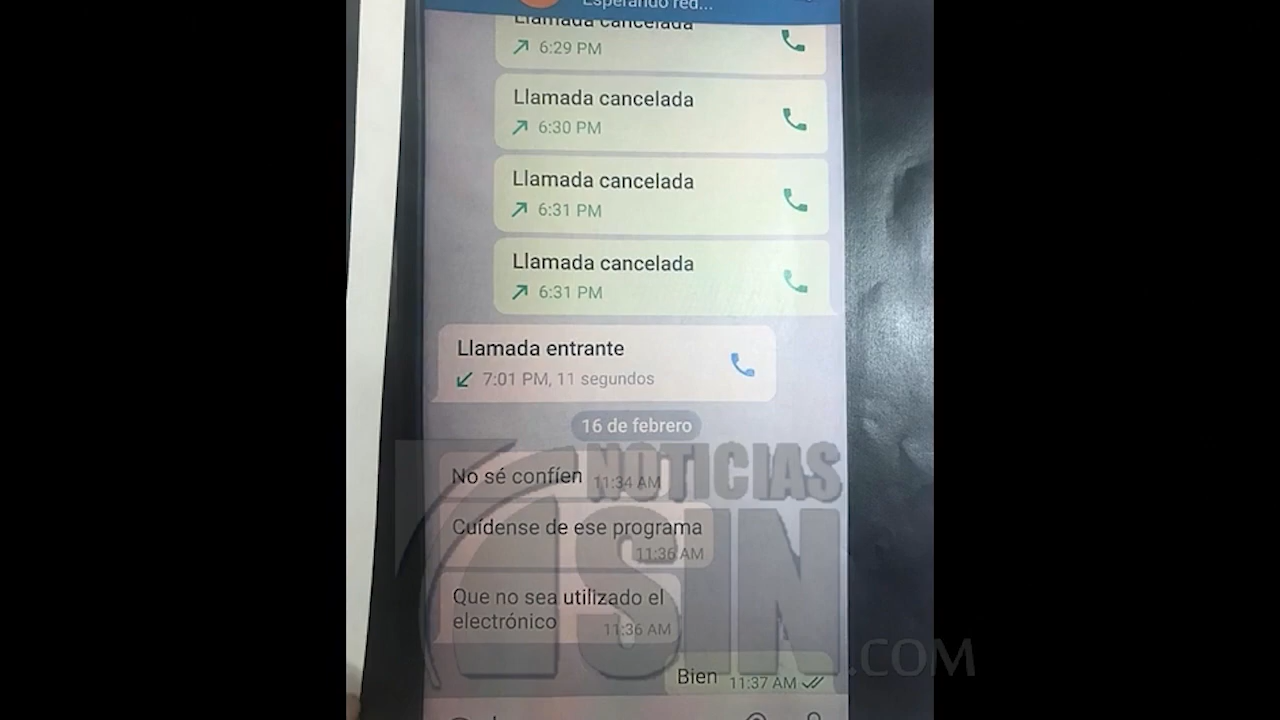 Esperando red...
Llamada cancelada
6:29 PM
Llamada cancelada
6:30 PM
Llamada cancelada
6:31 PM
Llamada cancelada
6:31 PM
Llamada entrante
7:01 PM, 11 segundos
16 de febrero
No sé confíen 11:34 AM
Cuídense de ese programa
11:36 AM
Que no sea utilizado el
electrónico 11:36 AM
Bien 11:37 AM
NOTICIAS
SIN
.COM